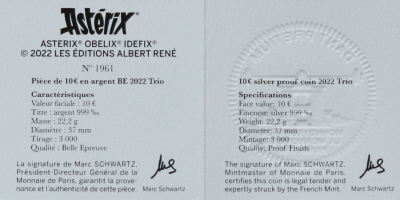 Astérix®
ASTERIX® OBELIX® IDEFIX®
© 2022 LES ÉDITIONS ALBERT RENÉ
N° 1961
Pièce de 10€ en argent BE 2022 Trio
Caractéristiques
Valeur faciale : 10 €
Titre : argent 999 ‰
Masse : 22,2 g
Diamètre : 37 mm
Tirage : 3 000
Qualité : Belle Epreuve
La signature de Marc SCHWARTZ,
Président-Directeur Général de la
Monnaie de Paris, garantit la prove-
nance et l'authenticité de cette pièce.
Marc Schwartz
10€ silver proof coin 2022 Trio
Specifications
Face value: 10 €
Fineness: silver 999 ‰
Weight: 22,2 g
Diameter: 37 mm
Mintage: 3 000
Quality: Proof Finish
The signature of Marc SCHWARTZ,
Mintmaster of Monnaie de Paris,
certifies this coin is legal tender and
expertly struck by the French Mint.
Marc Schwartz